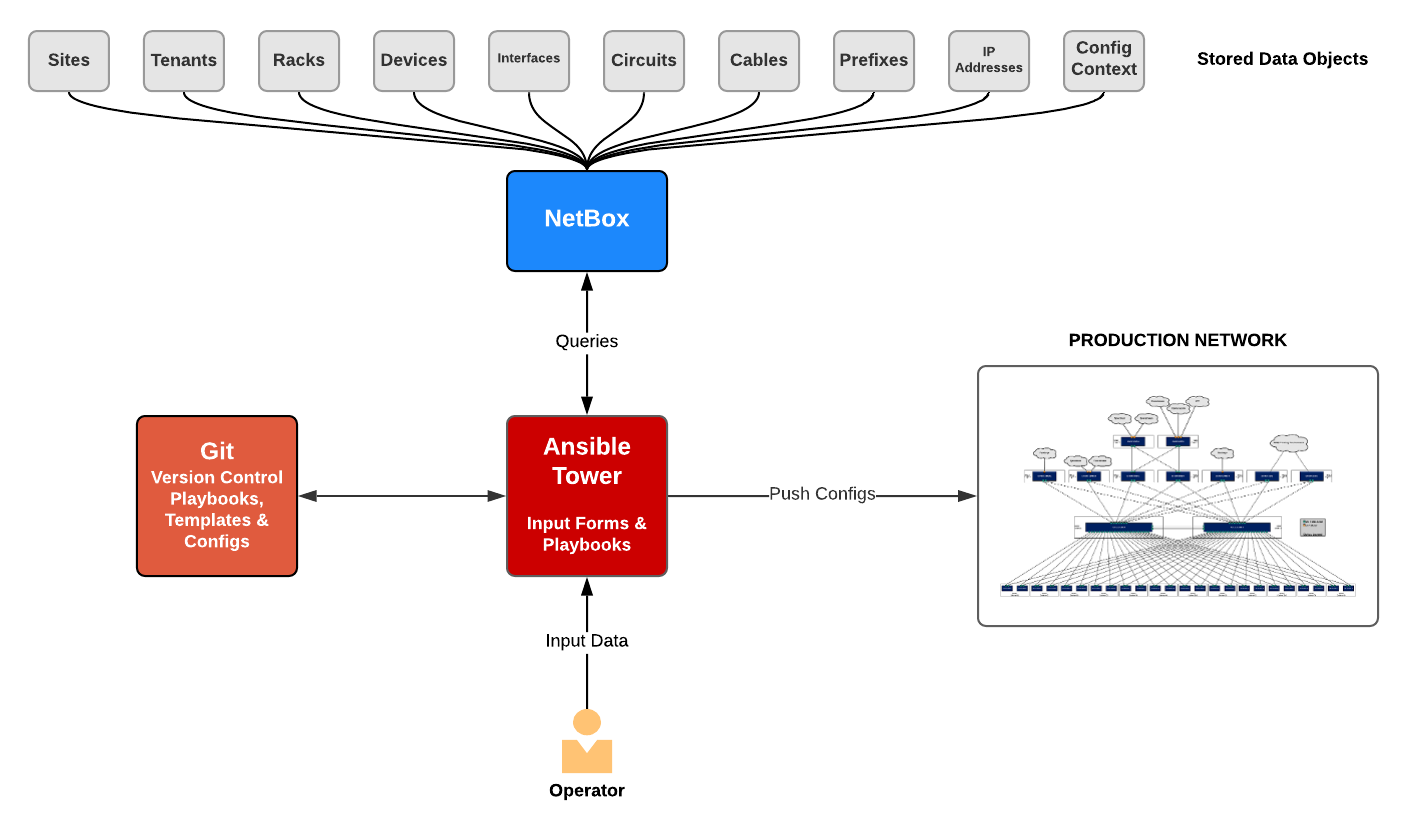 Sites
Tenants
Racks
Devices
Interfaces
Circuits
Cables
Prefixes
IP
Addresses
Config
Context
Stored Data Objects
NetBox
Queries
PRODUCTION NETWORK
Git
Version Control
Playbooks,
Templates &
Configs
Ansible
Tower
Input Forms &
Playbooks
Push Configs
Input Data
Operator